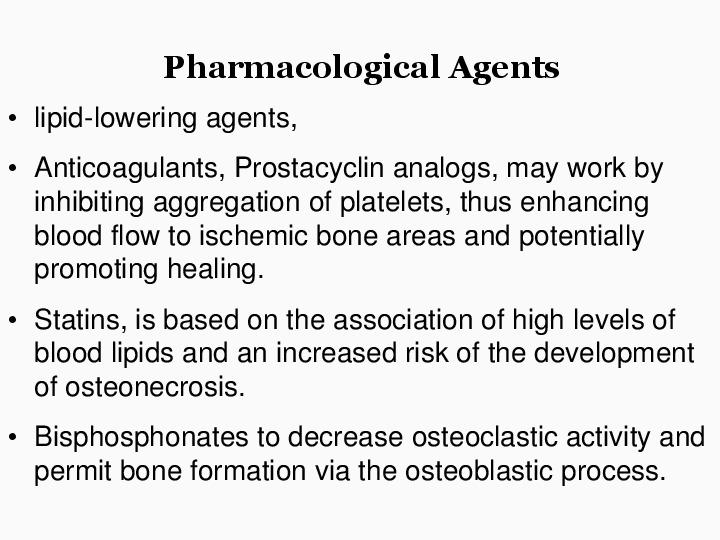 Pharmacological Agents
• lipid-lowering agents,
• Anticoagulants, Prostacyclin analogs, may work by
inhibiting aggregation of platelets, thus enhancing
blood flow to ischemic bone areas and potentially
promoting healing.
• Statins, is based on the association of high levels of
blood lipids and an increased risk of the development
of osteonecrosis.
• Bisphosphonates to decrease osteoclastic activity and
permit bone formation via the osteoblastic process.